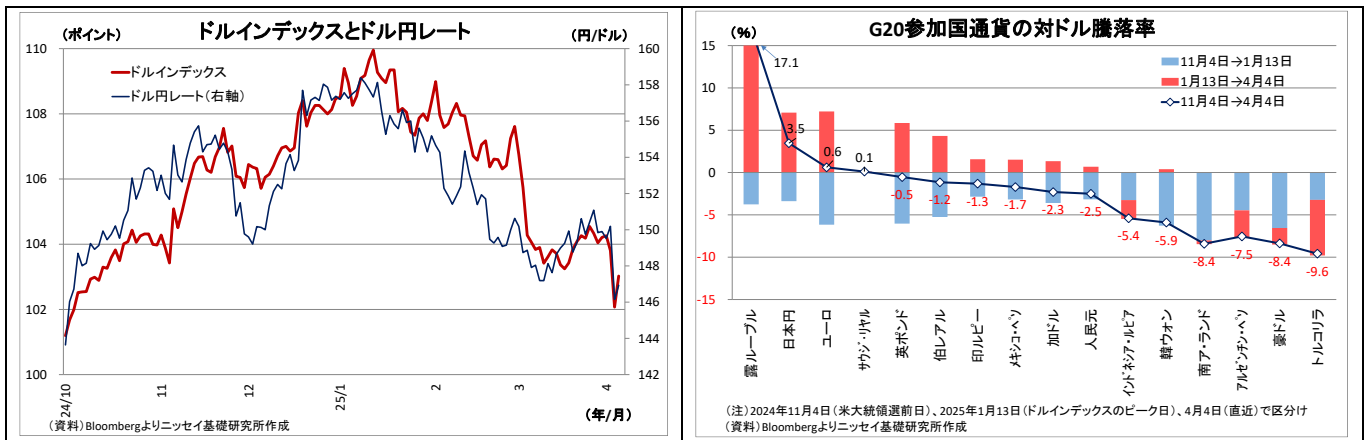 ドルインデックスとドル円レート
（ポイント）
（円/ドル）
ドルインデックス
ドル円レート（右軸）
110
108
106
104
102
100
160
158
156
154
152
150
148
146
144
142
24/10
11
12
25/1
2
3
4
（年/月）
（資料）Bloombergよりニッセイ基礎研究所作成
G20参加国通貨の対ドル騰落率
（%）
11月4日→1月13日
1月13日→4月4日
11月4日→4月4日
15
10
5
0
-5
-10
-15
17.1
3.5
0.6
0.1
-0.5
-1.2
-1.3
-1.7
-2.3
-2.5
-5.4
-5.9
-8.4
-7.5
-8.4
-9.6
露ルーブル
日本円
ユーロ
サウジ・リヤル
英ポンド
伯レアル
印ルピー
メキシコ・ペソ
加ドル
人民元
インドネシア・ルピア
韓ウォン
南ア・ランド
アルゼンチン・ペソ
豪ドル
トルコリラ
（注）2024年11月4日（米大統領選前日）、2025年1月13日（ドルインデックスのピーク日）、4月4日（直近）で区分け
（資料）Bloombergよりニッセイ基礎研究所作成